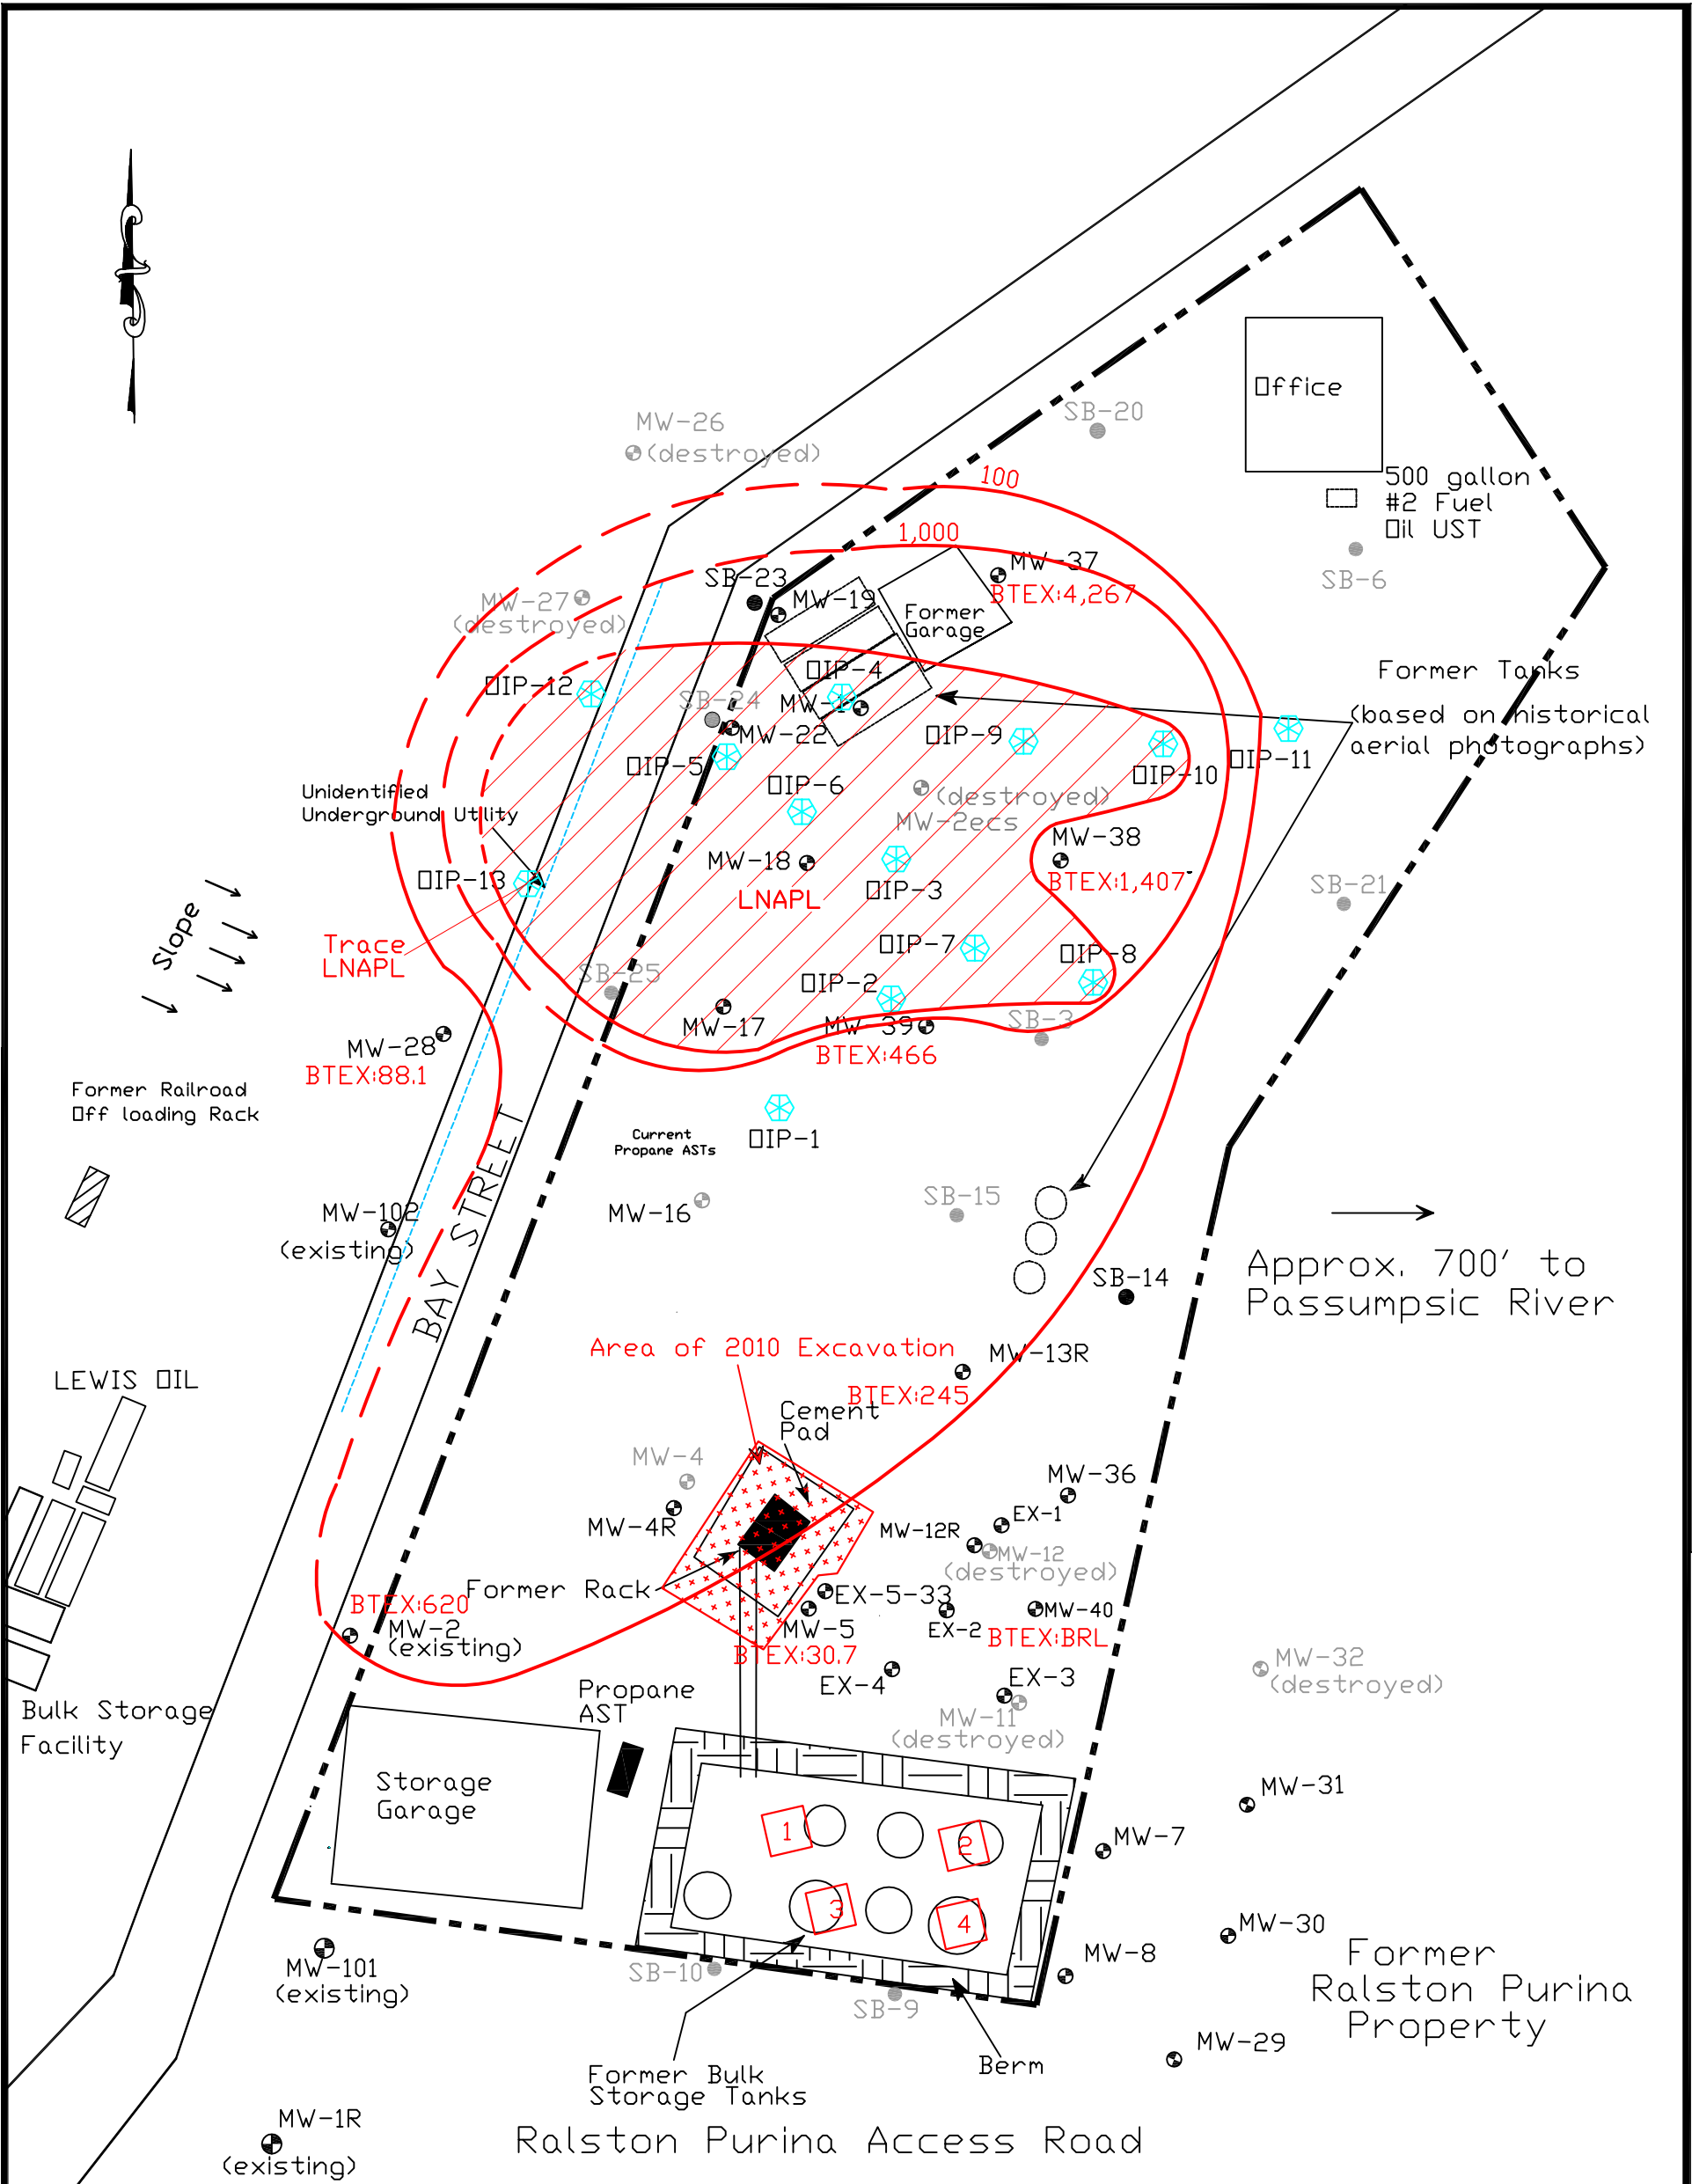 Office
MW-26
(destroyed)
SB-20
500 gallon
#2 Fuel
Oil UST
100
1,000
SB-6
MW-37
BTEX:4,267
SB-23
MW-19
MW-27
(destroyed)
Former
Garage
Former Tanks
(based on historical
aerial photographs)
OIP-12
OIP-4
SB-24
MW-1
MW-22
OIP-9
OIP-5
OIP-10
OIP-11
OIP-6
(destroyed)
MW-2ecs
Unidentified
Underground Utility
MW-38
BTEX:1,407
MW-18
OIP-13
OIP-3
LNAPL
SB-21
Slope
Trace
LNAPL
OIP-7
OIP-8
SB-25
OIP-2
MW-17
MW-39
BTEX:466
SB-3
MW-28
BTEX:88.1
Former Railroad
Off loading Rack
Current
Propane ASTs
OIP-1
MW-16
SB-15
MW-102
(existing)
BAY STREET
SB-14
Approx. 700' to
Passumpsic River
Area of 2010 Excavation
MW-13R
BTEX:245
LEWIS OIL
Cement
Pad
MW-4
MW-4R
MW-36
EX-1
MW-12R
MW-12
(destroyed)
Former Rack
EX-5-33
MW-5
BTEX:30.7
EX-2
MW-40
BTEX:BRL
BTEX:620
MW-2
(existing)
EX-4
EX-3
MW-11
(destroyed)
MW-32
(destroyed)
Propane
AST
Bulk Storage
Facility
Storage
Garage
1
2
3
4
MW-31
MW-7
MW-30
MW-8
MW-101
(existing)
SB-10
SB-9
Former
Ralston Purina
Property
MW-29
Berm
Former Bulk
Storage Tanks
MW-1R
(existing)
Ralston Purina Access Road